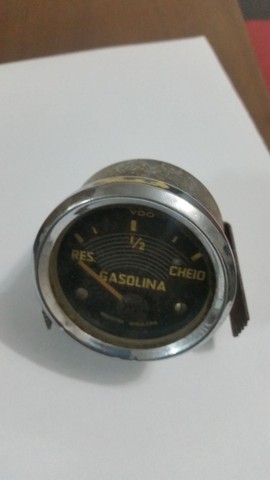 VDO
1/2
RES. CHEIO
GASOLINA